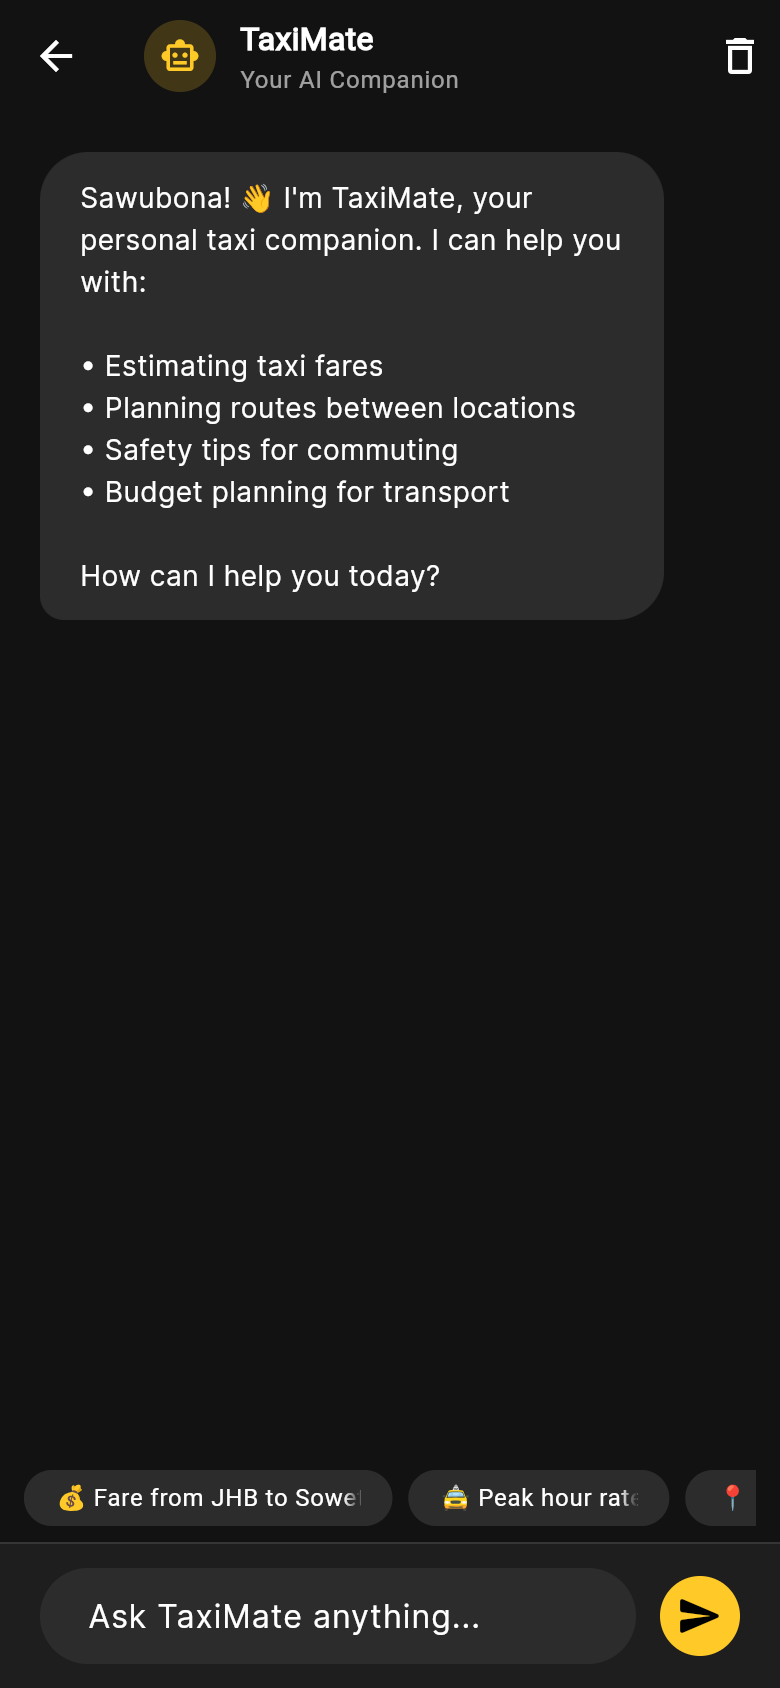 TaxiMate
Your AI Companion
Sawubona! 👋 I'm TaxiMate, your
personal taxi companion. I can help you
with:
• Estimating taxi fares
• Planning routes between locations
• Safety tips for commuting
• Budget planning for transport
How can I help you today?
💰 Fare from JHB to Sowet
🚖 Peak hour rate
📍
Ask TaxiMate anything...